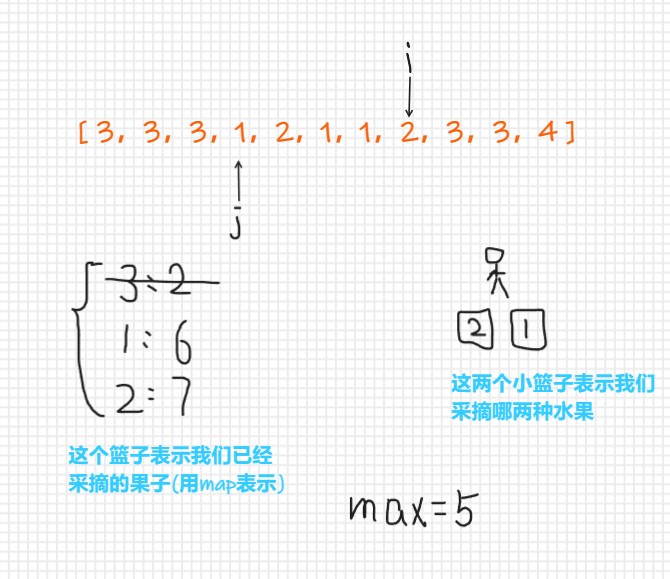 i
[3, 3, 3, 1, 2, 1, 1, 2, 3, 3, 4]
j
3:2
1:6
2:7
2 1
这两个小篮子表示我们
采摘哪两种水果
这个篮子表示我们已经
采摘的果子(用map表示)
max=5